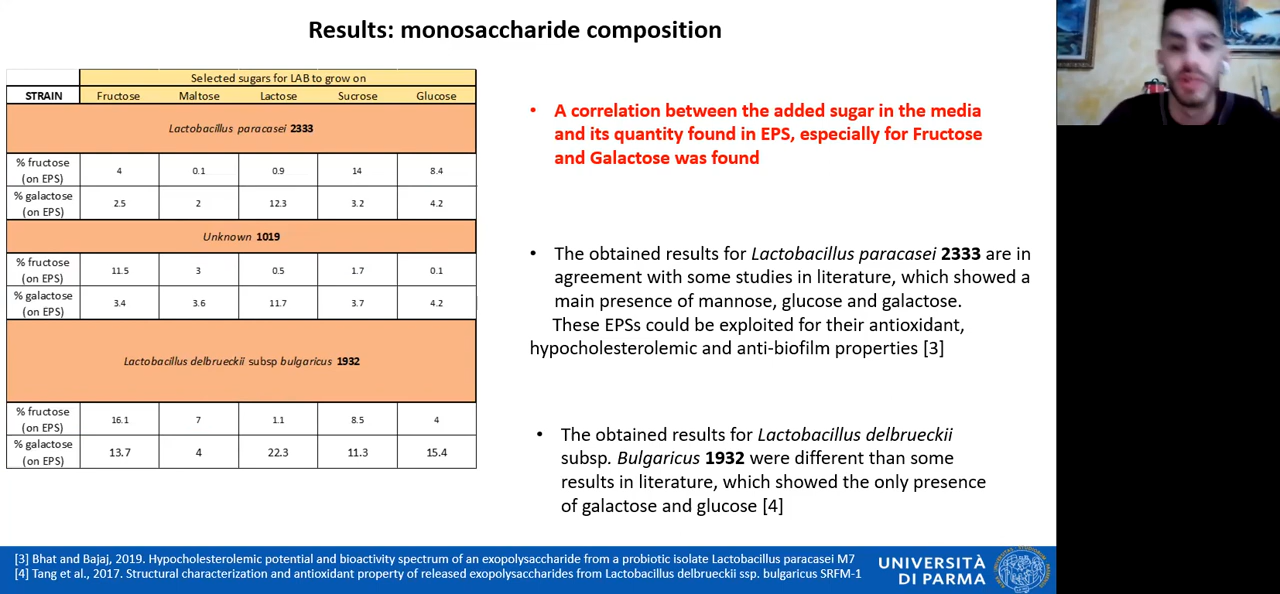 Results: monosaccharide composition
Selected sugars for LAB to grow on
STRAIN Fructose Maltose Lactose Sucrose Glucose
Lactobacillus paracasei 2333
% fructose (on EPS) 4 0.1 0.9 14 8.4
% galactose (on EPS) 2.5 2 12.3 3.2 4.2
Unknown 1019
% fructose (on EPS) 11.5 3 0.5 1.7 0.1
% galactose (on EPS) 3.4 3.6 11.7 3.7 4.2
Lactobacillus delbrueckii subsp bulgaricus 1932
% fructose (on EPS) 16.1 7 1.1 8.5 4
% galactose (on EPS) 13.7 4 22.3 11.3 15.4
• A correlation between the added sugar in the media
and its quantity found in EPS, especially for Fructose
and Galactose was found
• The obtained results for Lactobacillus paracasei 2333 are in
agreement with some studies in literature, which showed a
main presence of mannose, glucose and galactose.
These EPSs could be exploited for their antioxidant,
hypocholesterolemic and anti-biofilm properties [3]
• The obtained results for Lactobacillus delbrueckii
subsp. Bulgaricus 1932 were different than some
results in literature, which showed the only presence
of galactose and glucose [4]
[3] Bhat and Bajaj, 2019. Hypocholesterolemic potential and bioactivity spectrum of an exopolysaccharide from a probiotic isolate Lactobacillus paracasei M7
[4] Tang et al., 2017. Structural characterization and antioxidant property of released exopolysaccharides from Lactobacillus delbrueckii ssp. bulgaricus SRFM-1
UNIVERSITÀ
DI PARMA